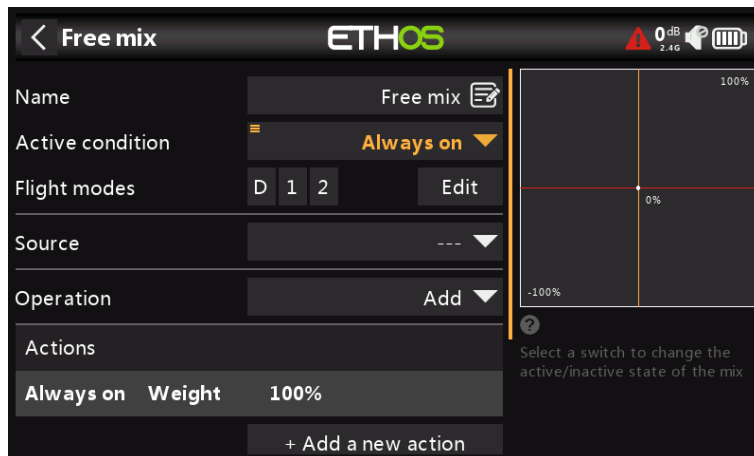 Free mix
ETHOS
0dB
2.4G
Name
Free mix
Active condition
Always on
Flight modes
D 1 2
Edit
Source
---
Operation
Add
Actions
Always on Weight 100%
+ Add a new action
100%
0%
-100%
?
Select a switch to change the
active/inactive state of the mix